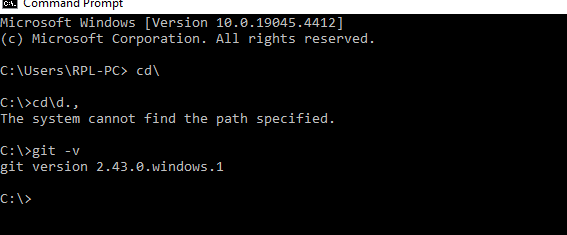 Command Prompt
Microsoft Windows [Version 10.0.19045.4412]
(c) Microsoft Corporation. All rights reserved.
C:\Users\RPL-PC> cd\
C:\>cd\d.,
The system cannot find the path specified.
C:\>git -v
git version 2.43.0.windows.1
C:\>